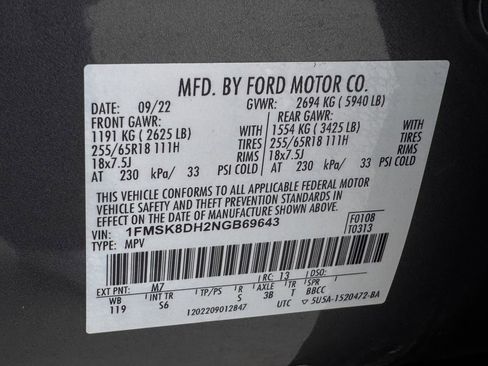 MFD. BY FORD MOTOR CO.
DATE: 09/22 GVWR: 2694 KG ( 5940 LB)
FRONT GAWR: REAR GAWR:
1191 KG ( 2625 LB) 1554 KG ( 3425 LB)
255/65R18 111H TIRES 255/65R18 111H TIRES
18x7.5J RIMS 18x7.5J RIMS
AT 230 kPa/ 33 PSI COLD AT 230 kPa/ 33 PSI COLD
THIS VEHICLE CONFORMS TO ALL APPLICABLE FEDERAL MOTOR
VEHICLE SAFETY AND THEFT PREVENTION STANDARDS IN
EFFECT ON THE DATE OF MANUFACTURE SHOWN ABOVE.
VIN: 1FMSK8DH2NGB69643 F0108
TYPE: MPV T0313
EXT PNT: M7 RC: 13 DSO:
WB INT TR TP/PS R AXLE TR SPR
119 S6 S 3B T BBCC
1202209012847 UTC ▽5U5A-1520472-BA